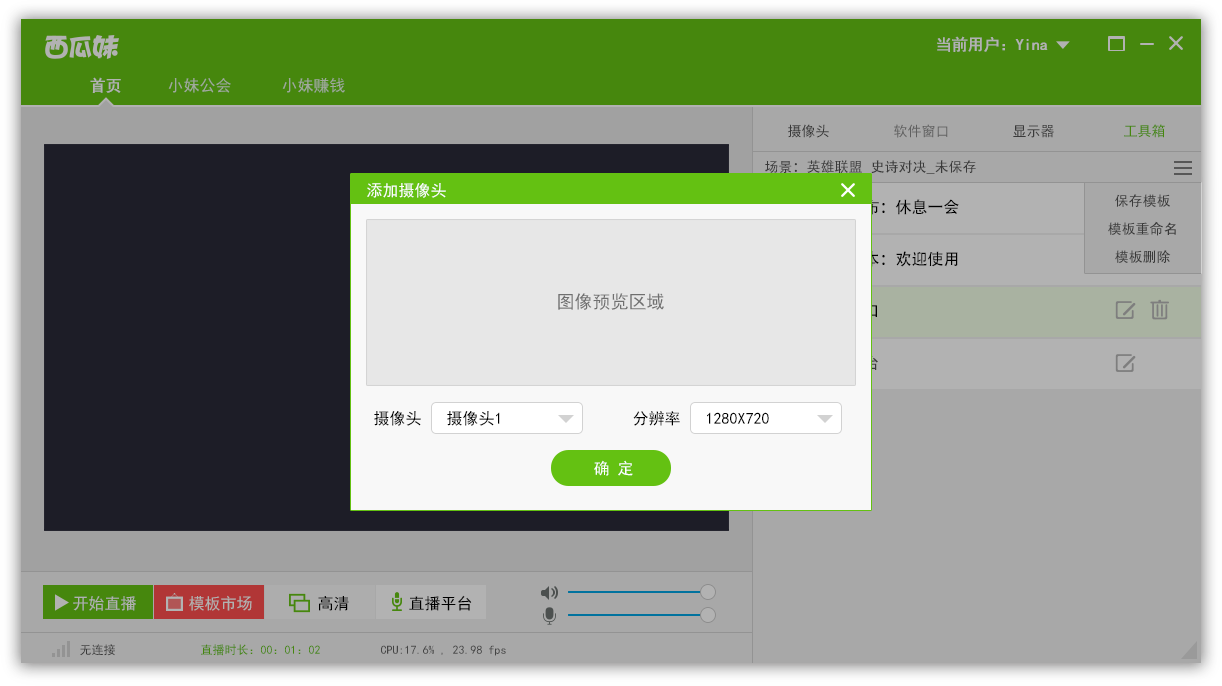 西瓜妹
当前用户：Yina
首页 小妹公会 小妹赚钱
摄像头 软件窗口 显示器 工具箱
场景：英雄联盟_史诗对决_未保存
保存模板
模板重命名
模板删除
：休息一会
本：欢迎使用
口
台
添加摄像头
图像预览区域
摄像头 摄像头1 分辨率 1280X720
确 定
开始直播 模板市场 高清 直播平台
无连接 直播时长：00：01：02 CPU:17.6% , 23.98 fps